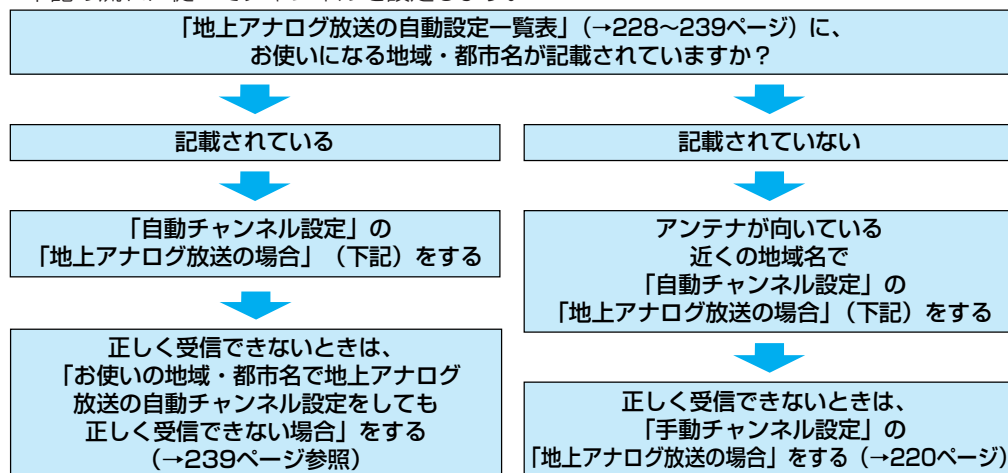 「地上アナログ放送の自動設定一覧表」（→228～239ページ）に、
お使いになる地域・都市名が記載されていますか？
記載されている
記載されていない
「自動チャンネル設定」の
「地上アナログ放送の場合」（下記）をする
アンテナが向いている
近くの地域名で
「自動チャンネル設定」の
「地上アナログ放送の場合」（下記）をする
正しく受信できないときは、
「お使いの地域・都市名で地上アナログ
放送の自動チャンネル設定をしても
正しく受信できない場合」をする
（→239ページ参照）
正しく受信できないときは、
「手動チャンネル設定」の
「地上アナログ放送の場合」をする（→220ページ）